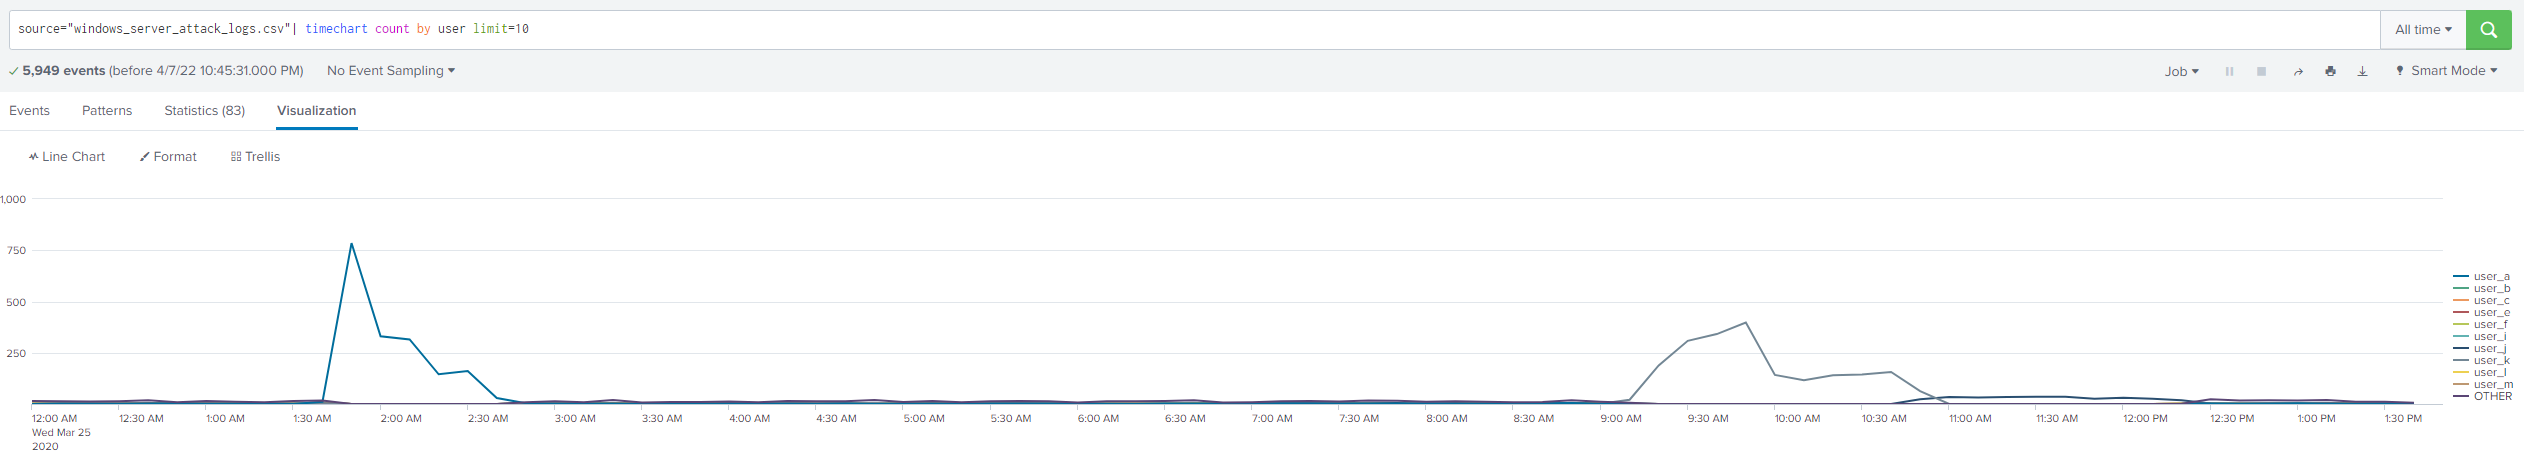 source="windows_server_attack_logs.csv"| timechart count by user limit=10
All time
5,949 events (before 4/7/22 10:45:31.000 PM)
No Event Sampling
Job
Smart Mode
Events
Patterns
Statistics (83)
Visualization
Line Chart
Format
Trellis
1,000
750
500
250
user_a
user_b
user_c
user_e
user_f
user_i
user_j
user_k
user_l
user_m
OTHER
12:00 AM 12:30 AM 1:00 AM 1:30 AM 2:00 AM 2:30 AM 3:00 AM 3:30 AM 4:00 AM 4:30 AM 5:00 AM 5:30 AM 6:00 AM 6:30 AM 7:00 AM 7:30 AM 8:00 AM 8:30 AM 9:00 AM 9:30 AM 10:00 AM 10:30 AM 11:00 AM 11:30 AM 12:00 PM 12:30 PM 1:00 PM 1:30 PM
Wed Mar 25
2020